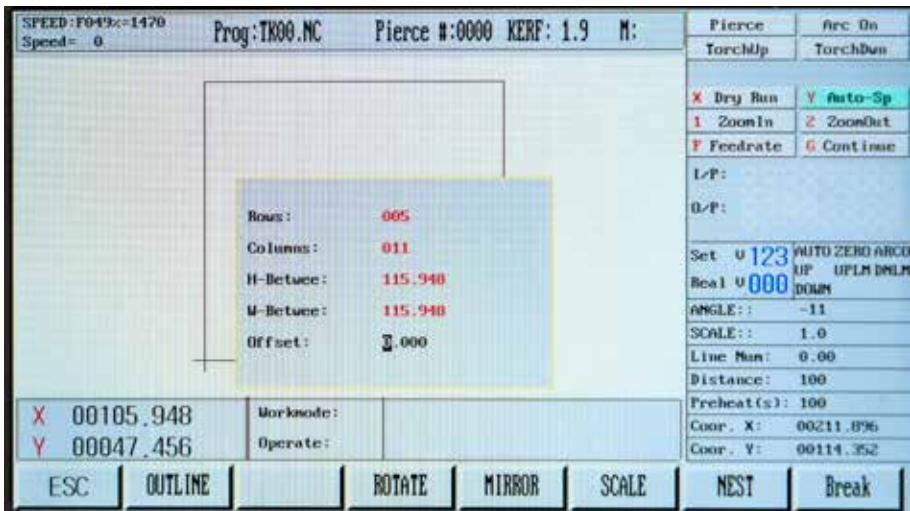 SPEED:F049%=1470
Speed= 0
Prog:TK00.NC
Pierce #:0000
KERF: 1.9
M:
Pierce
Arc On
TorchUp
TorchDwn
X Dry Run
Y Auto-Sp
1 ZoomIn
2 ZoomOut
F Feedrate
G Continue
I/P:
O/P:
Rows: 005
Columns: 011
H-Betwee: 115.948
W-Betwee: 115.948
Offset: 0.000
Set V 123
Real V 000
AUTO ZERO ARCO
UP UPLM DNLM
DOWN
ANGLE:: -11
SCALE:: 1.0
Line Num: 0.00
Distance: 100
Preheat(s): 100
Coor. X: 00211.896
Coor. Y: 00114.352
X 00105.948
Y 00047.456
Workmode:
Operate:
ESC
OUTLINE
ROTATE
MIRROR
SCALE
NEST
Break